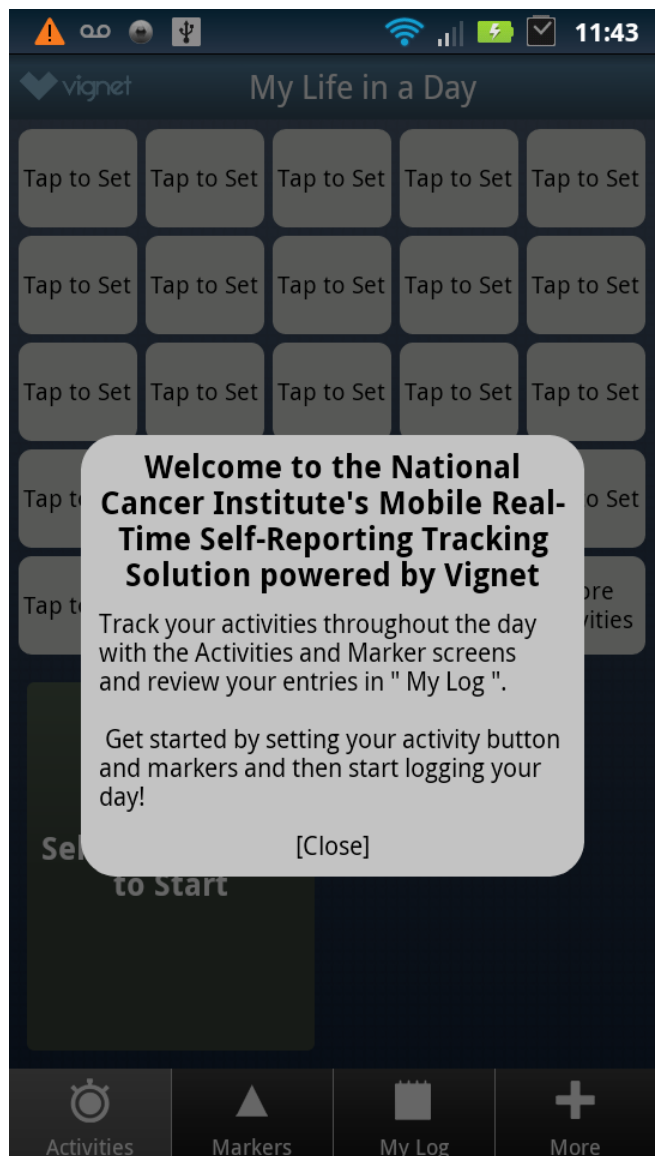 11:43
vignet My Life in a Day
Tap to Set Tap to Set Tap to Set Tap to Set Tap to Set
Tap to Set Tap to Set Tap to Set Tap to Set Tap to Set
Tap to Set Tap to Set Tap to Set Tap to Set Tap to Set
Welcome to the National
Cancer Institute's Mobile Real-
Time Self-Reporting Tracking
Solution powered by Vignet
Track your activities throughout the day
with the Activities and Marker screens
and review your entries in " My Log ".
Get started by setting your activity button
and markers and then start logging your
day!
[Close]
to Start
Activities Markers My Log More